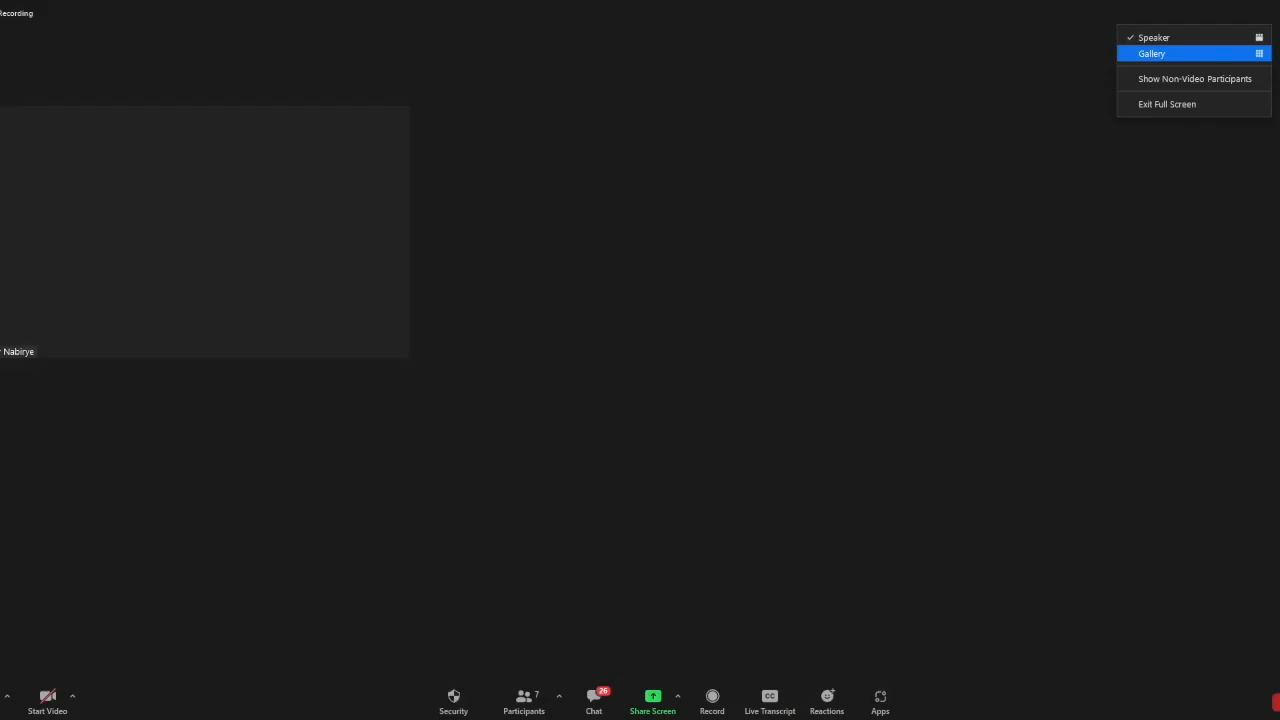 Recording
Speaker
Gallery
Show Non-Video Participants
Exit Full Screen
Nabirye
7
26
CC
Start Video
Security
Participants
Chat
Share Screen
Record
Live Transcript
Reactions
Apps